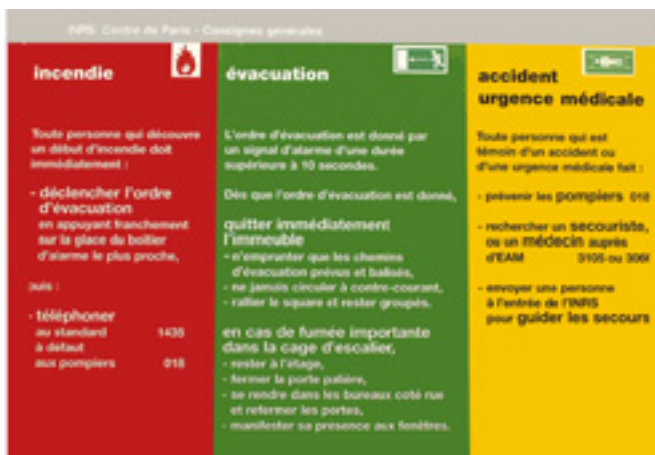 INRS Centre de Paris - Consignes générales
incendie
Toute personne qui découvre
un début d'incendie doit
immédiatement :
- déclencher l'ordre
d'évacuation
en appuyant franchement
sur la glace du boîtier
d'alarme le plus proche,
puis :
- téléphoner
au standard 1436
à défaut
aux pompiers 018
évacuation
L'ordre d'évacuation est donné par
un signal d'alarme d'une durée
supérieure à 10 secondes.
Dès que l'ordre d'évacuation est donné,
quitter immédiatement
l'immeuble
- n'emprunter que les chemins
d'évacuation prévus et balisés,
- ne jamais circuler à contre-courant,
- rallier le square et rester groupés.
en cas de fumée importante
dans la cage d'escalier,
- rester à l'étage,
- fermer la porte palière,
- se rendre dans les bureaux coté rue
et refermer les portes,
- manifester sa présence aux fenêtres.
accident
urgence médicale
Toute personne qui est
témoin d'un accident ou
d'une urgence médicale fait :
- prévenir les pompiers 018
- rechercher un secouriste,
ou un médecin auprès
d'EAM 3105 ou
- envoyer une personne
à l'entrée de l'INRS
pour guider les secours